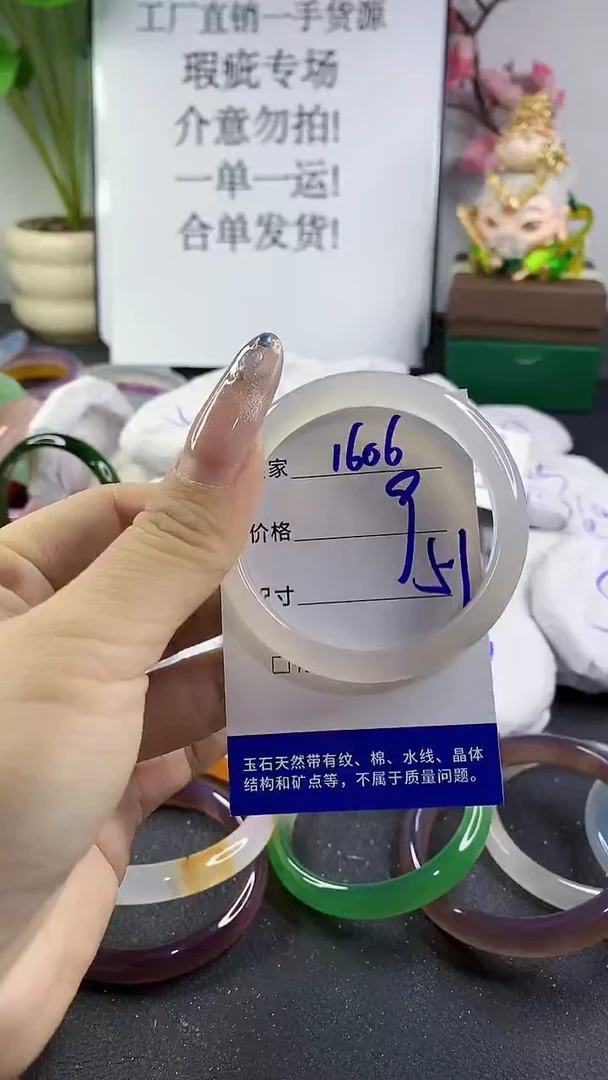 工厂直销一手货源
瑕疵专场
介意勿拍!
一单一运!
合单发货!
家 1606
价格 9
寸 51
玉石天然带有纹、棉、水线、晶体
结构和矿点等，不属于质量问题。